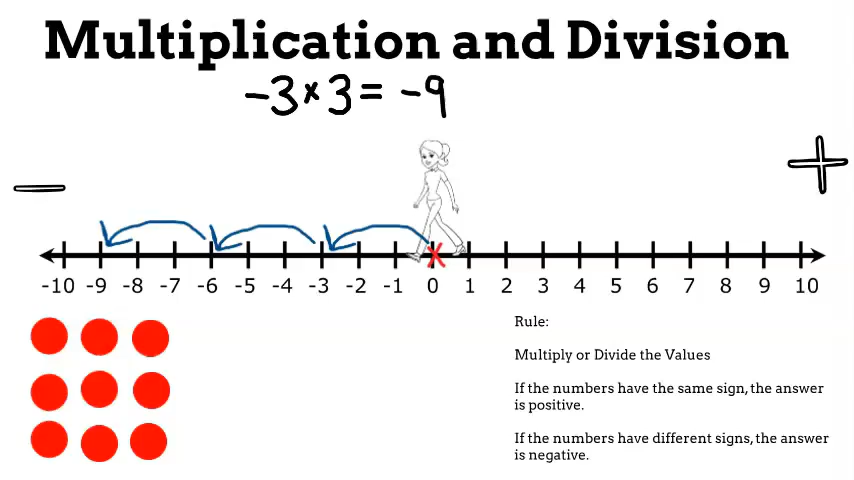 Multiplication and Division
-3×3=-9
-10 -9 -8 -7 -6 -5 -4 -3 -2 -1 0 1 2 3 4 5 6 7 8 9 10
Rule:
Multiply or Divide the Values
If the numbers have the same sign, the answer
is positive.
If the numbers have different signs, the answer
is negative.